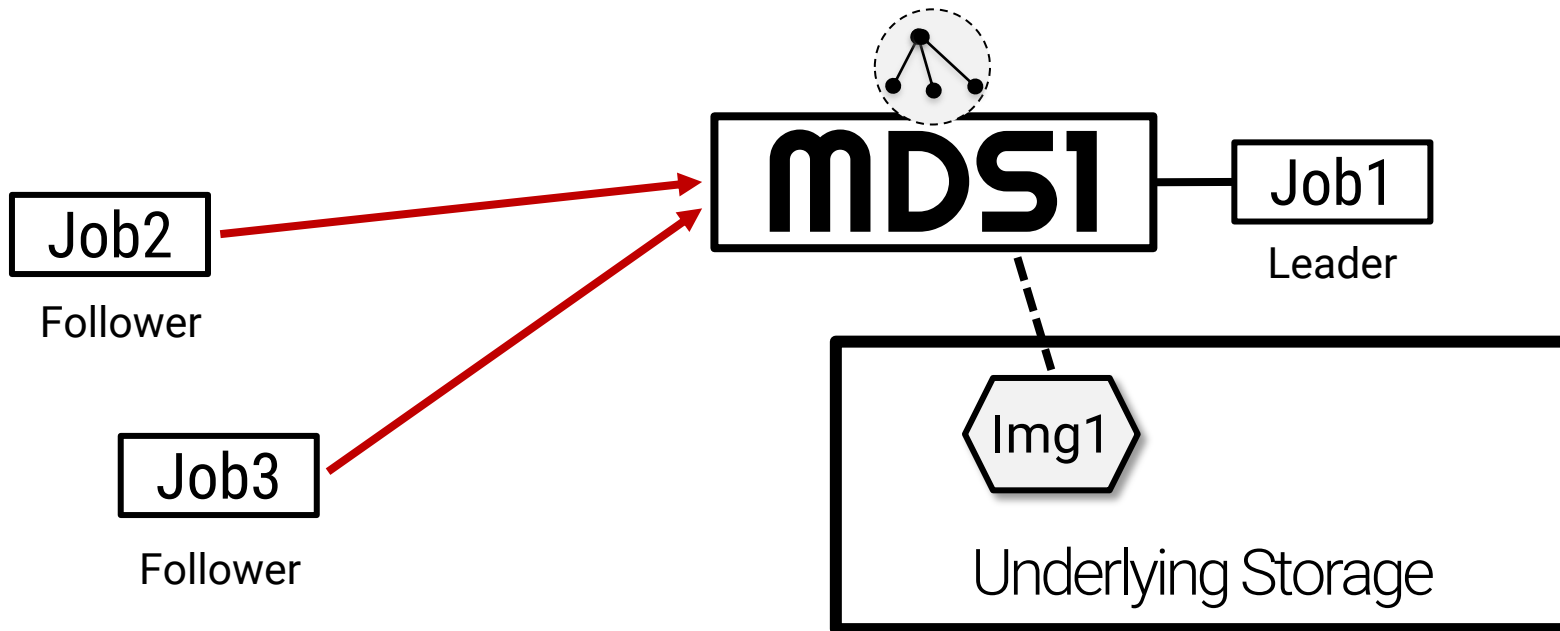 MDS1
Job1
Leader
Job2
Follower
Img1
Job3
Follower
Underlying Storage